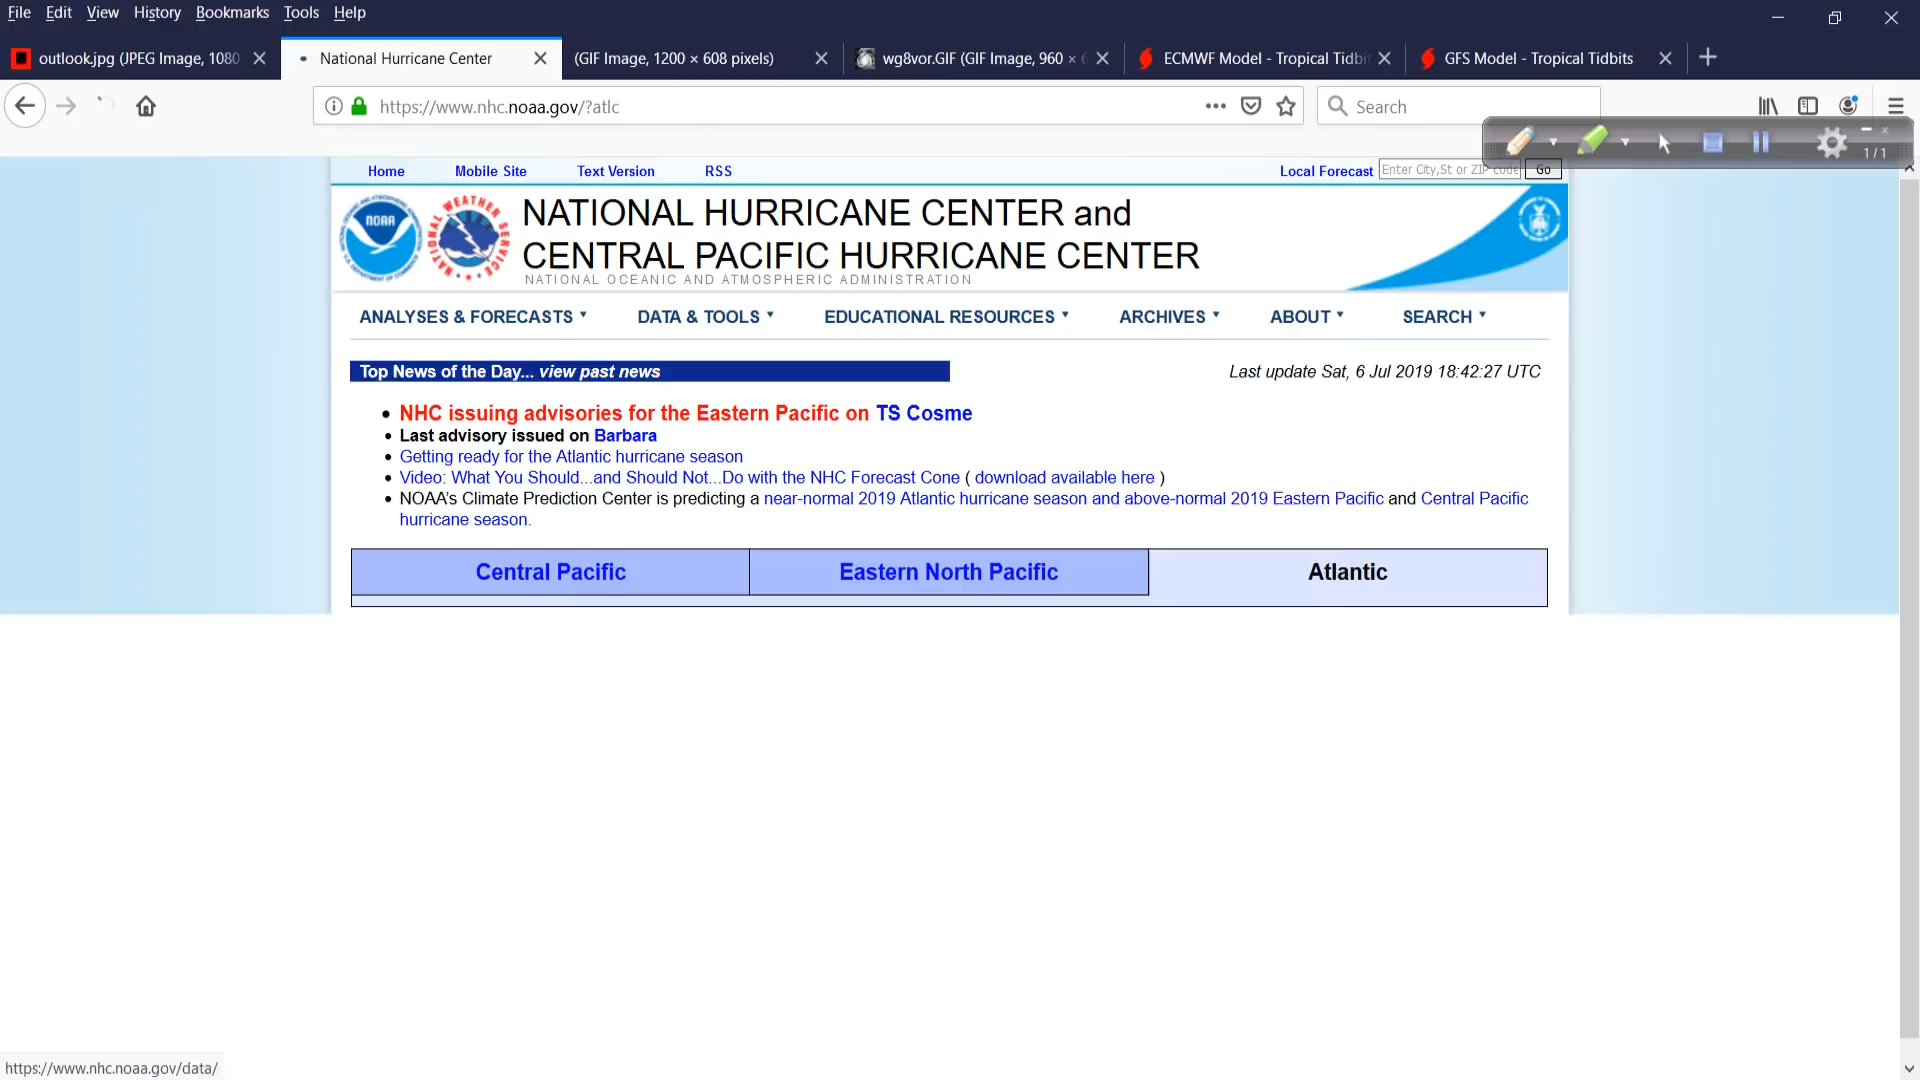 File Edit View History Bookmarks Tools Help
outlook.jpg (JPEG Image, 1080
National Hurricane Center
(GIF Image, 1200 × 608 pixels)
wg8vor.GIF (GIF Image, 960 × 6
ECMWF Model - Tropical Tidbi
GFS Model - Tropical Tidbits
https://www.nhc.noaa.gov/?atlc
Search
1/1
Home Mobile Site Text Version RSS
Local Forecast Enter City,St or ZIP code Go
NOAA
NATIONAL WEATHER SERVICE
NATIONAL HURRICANE CENTER and
CENTRAL PACIFIC HURRICANE CENTER
NATIONAL OCEANIC AND ATMOSPHERIC ADMINISTRATION
ANALYSES & FORECASTS DATA & TOOLS EDUCATIONAL RESOURCES ARCHIVES ABOUT SEARCH
Top News of the Day... view past news
Last update Sat, 6 Jul 2019 18:42:27 UTC
NHC issuing advisories for the Eastern Pacific on TS Cosme
Last advisory issued on Barbara
Getting ready for the Atlantic hurricane season
Video: What You Should...and Should Not...Do with the NHC Forecast Cone ( download available here )
NOAA's Climate Prediction Center is predicting a near-normal 2019 Atlantic hurricane season and above-normal 2019 Eastern Pacific and Central Pacific
hurricane season.
Central Pacific Eastern North Pacific Atlantic
https://www.nhc.noaa.gov/data/